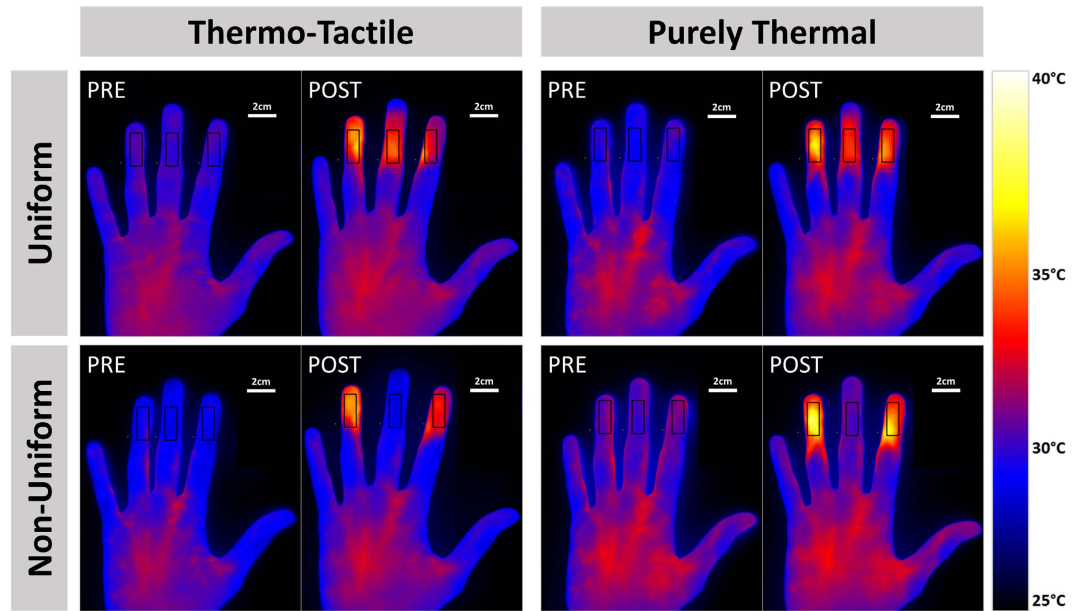 Thermo-Tactile
Purely Thermal
Uniform
PRE
2cm
POST
2cm
PRE
2cm
POST
2cm
40°C
35°C
30°C
25°C
Non-Uniform
PRE
2cm
POST
2cm
PRE
2cm
POST
2cm